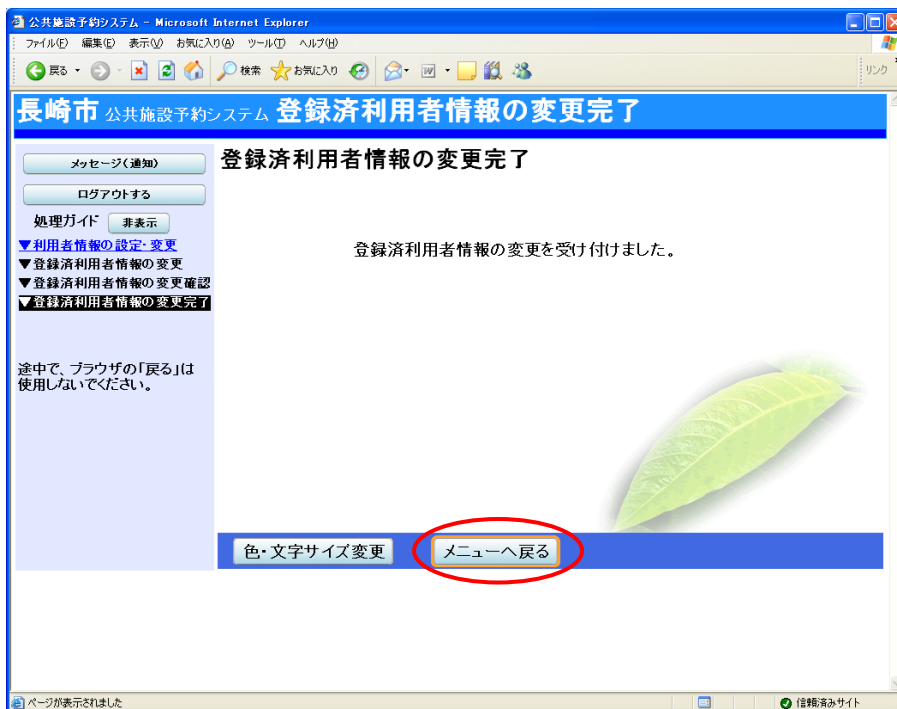 公共施設予約システム - Microsoft Internet Explorer
ファイル(F) 編集(E) 表示(V) お気に入り(A) ツール(T) ヘルプ(H)
戻る 検索 お気に入り リンク
長崎市 公共施設予約システム 登録済利用者情報の変更完了
メッセージ(通知)
ログアウトする
処理ガイド 非表示
▼利用者情報の設定・変更
▼登録済利用者情報の変更
▼登録済利用者情報の変更確認
▼登録済利用者情報の変更完了
途中で、ブラウザの「戻る」は
使用しないでください。
登録済利用者情報の変更完了
登録済利用者情報の変更を受け付けました。
色・文字サイズ変更 メニューへ戻る
ページが表示されました 信頼済みサイト